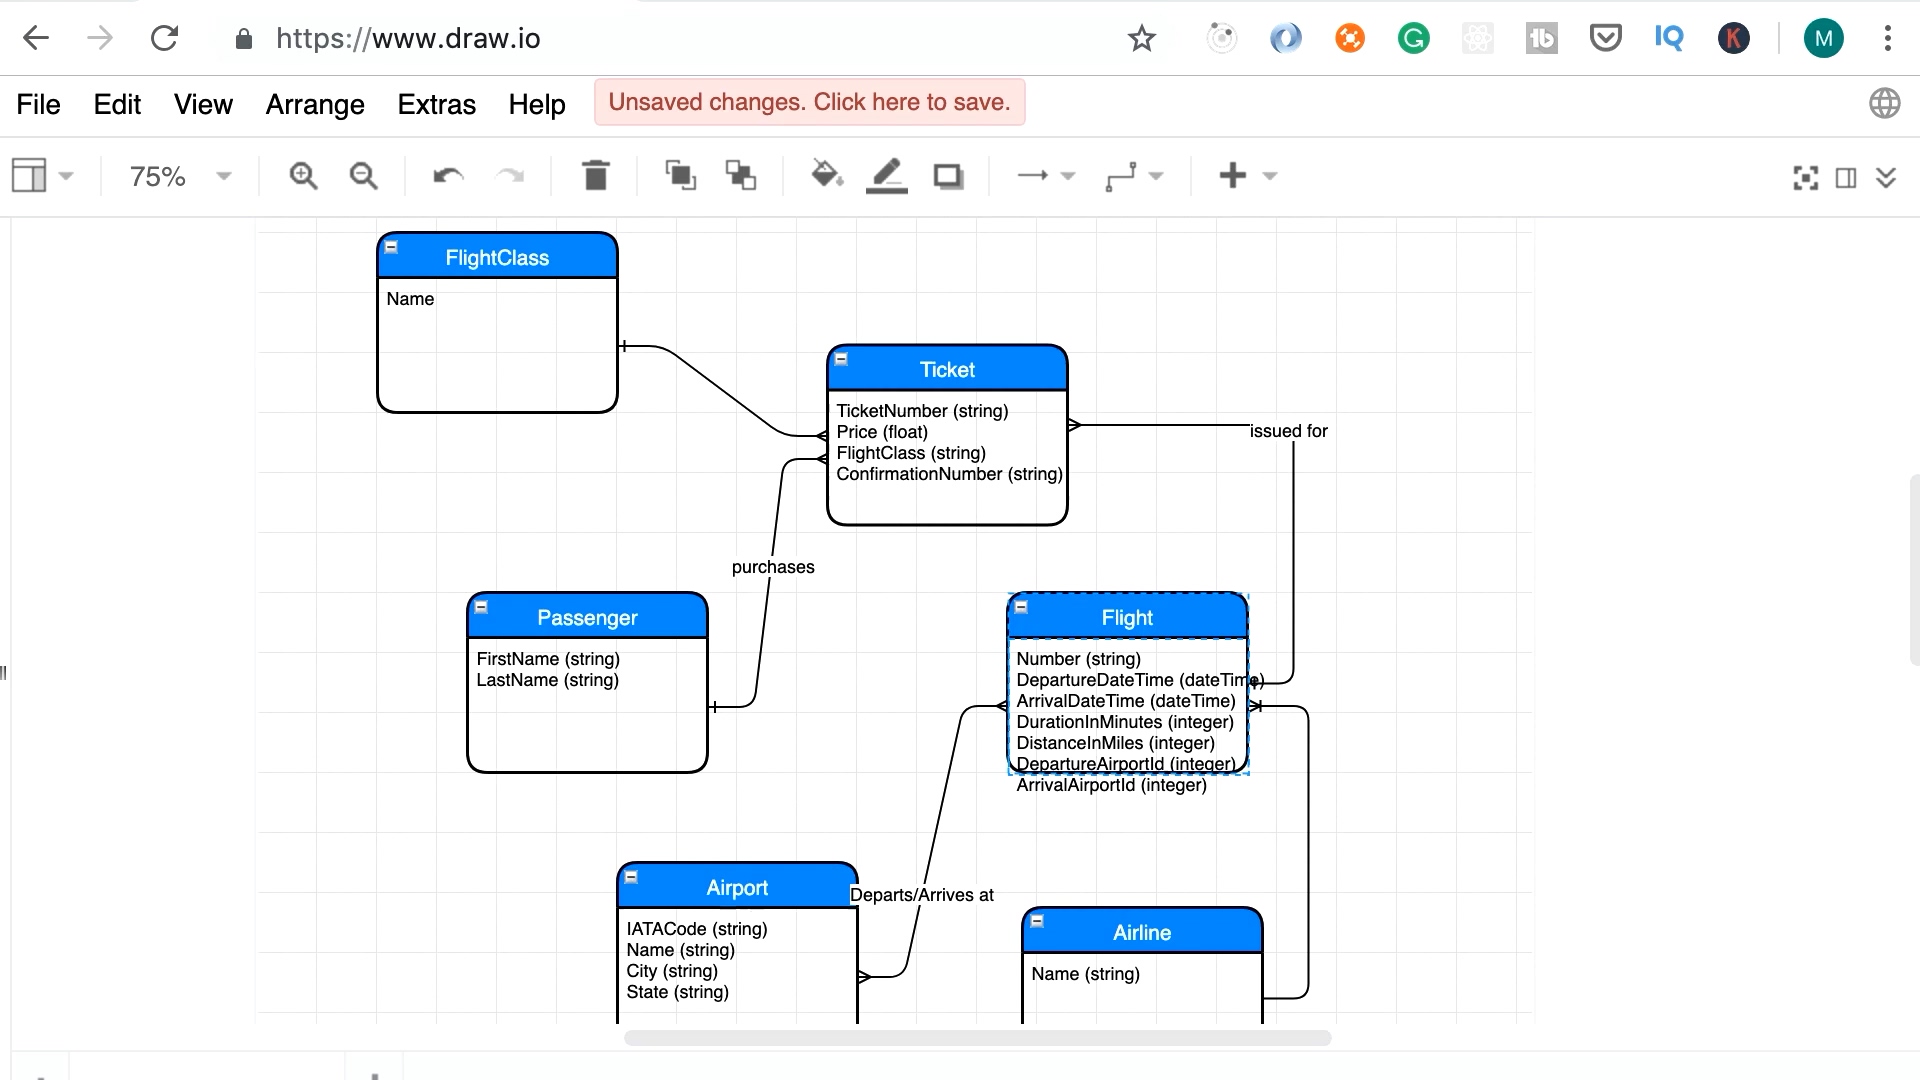 https://www.draw.io
M
File Edit View Arrange Extras Help Unsaved changes. Click here to save.
75%
FlightClass
Name
Ticket
TicketNumber (string)
Price (float)
FlightClass (string)
ConfirmationNumber (string)
issued for
purchases
Passenger
FirstName (string)
LastName (string)
Flight
Number (string)
DepartureDateTime (dateTime)
ArrivalDateTime (dateTime)
DurationInMinutes (integer)
DistanceInMiles (integer)
DepartureAirportId (integer)
ArrivalAirportId (integer)
Departs/Arrives at
Airport
IATACode (string)
Name (string)
City (string)
State (string)
Airline
Name (string)